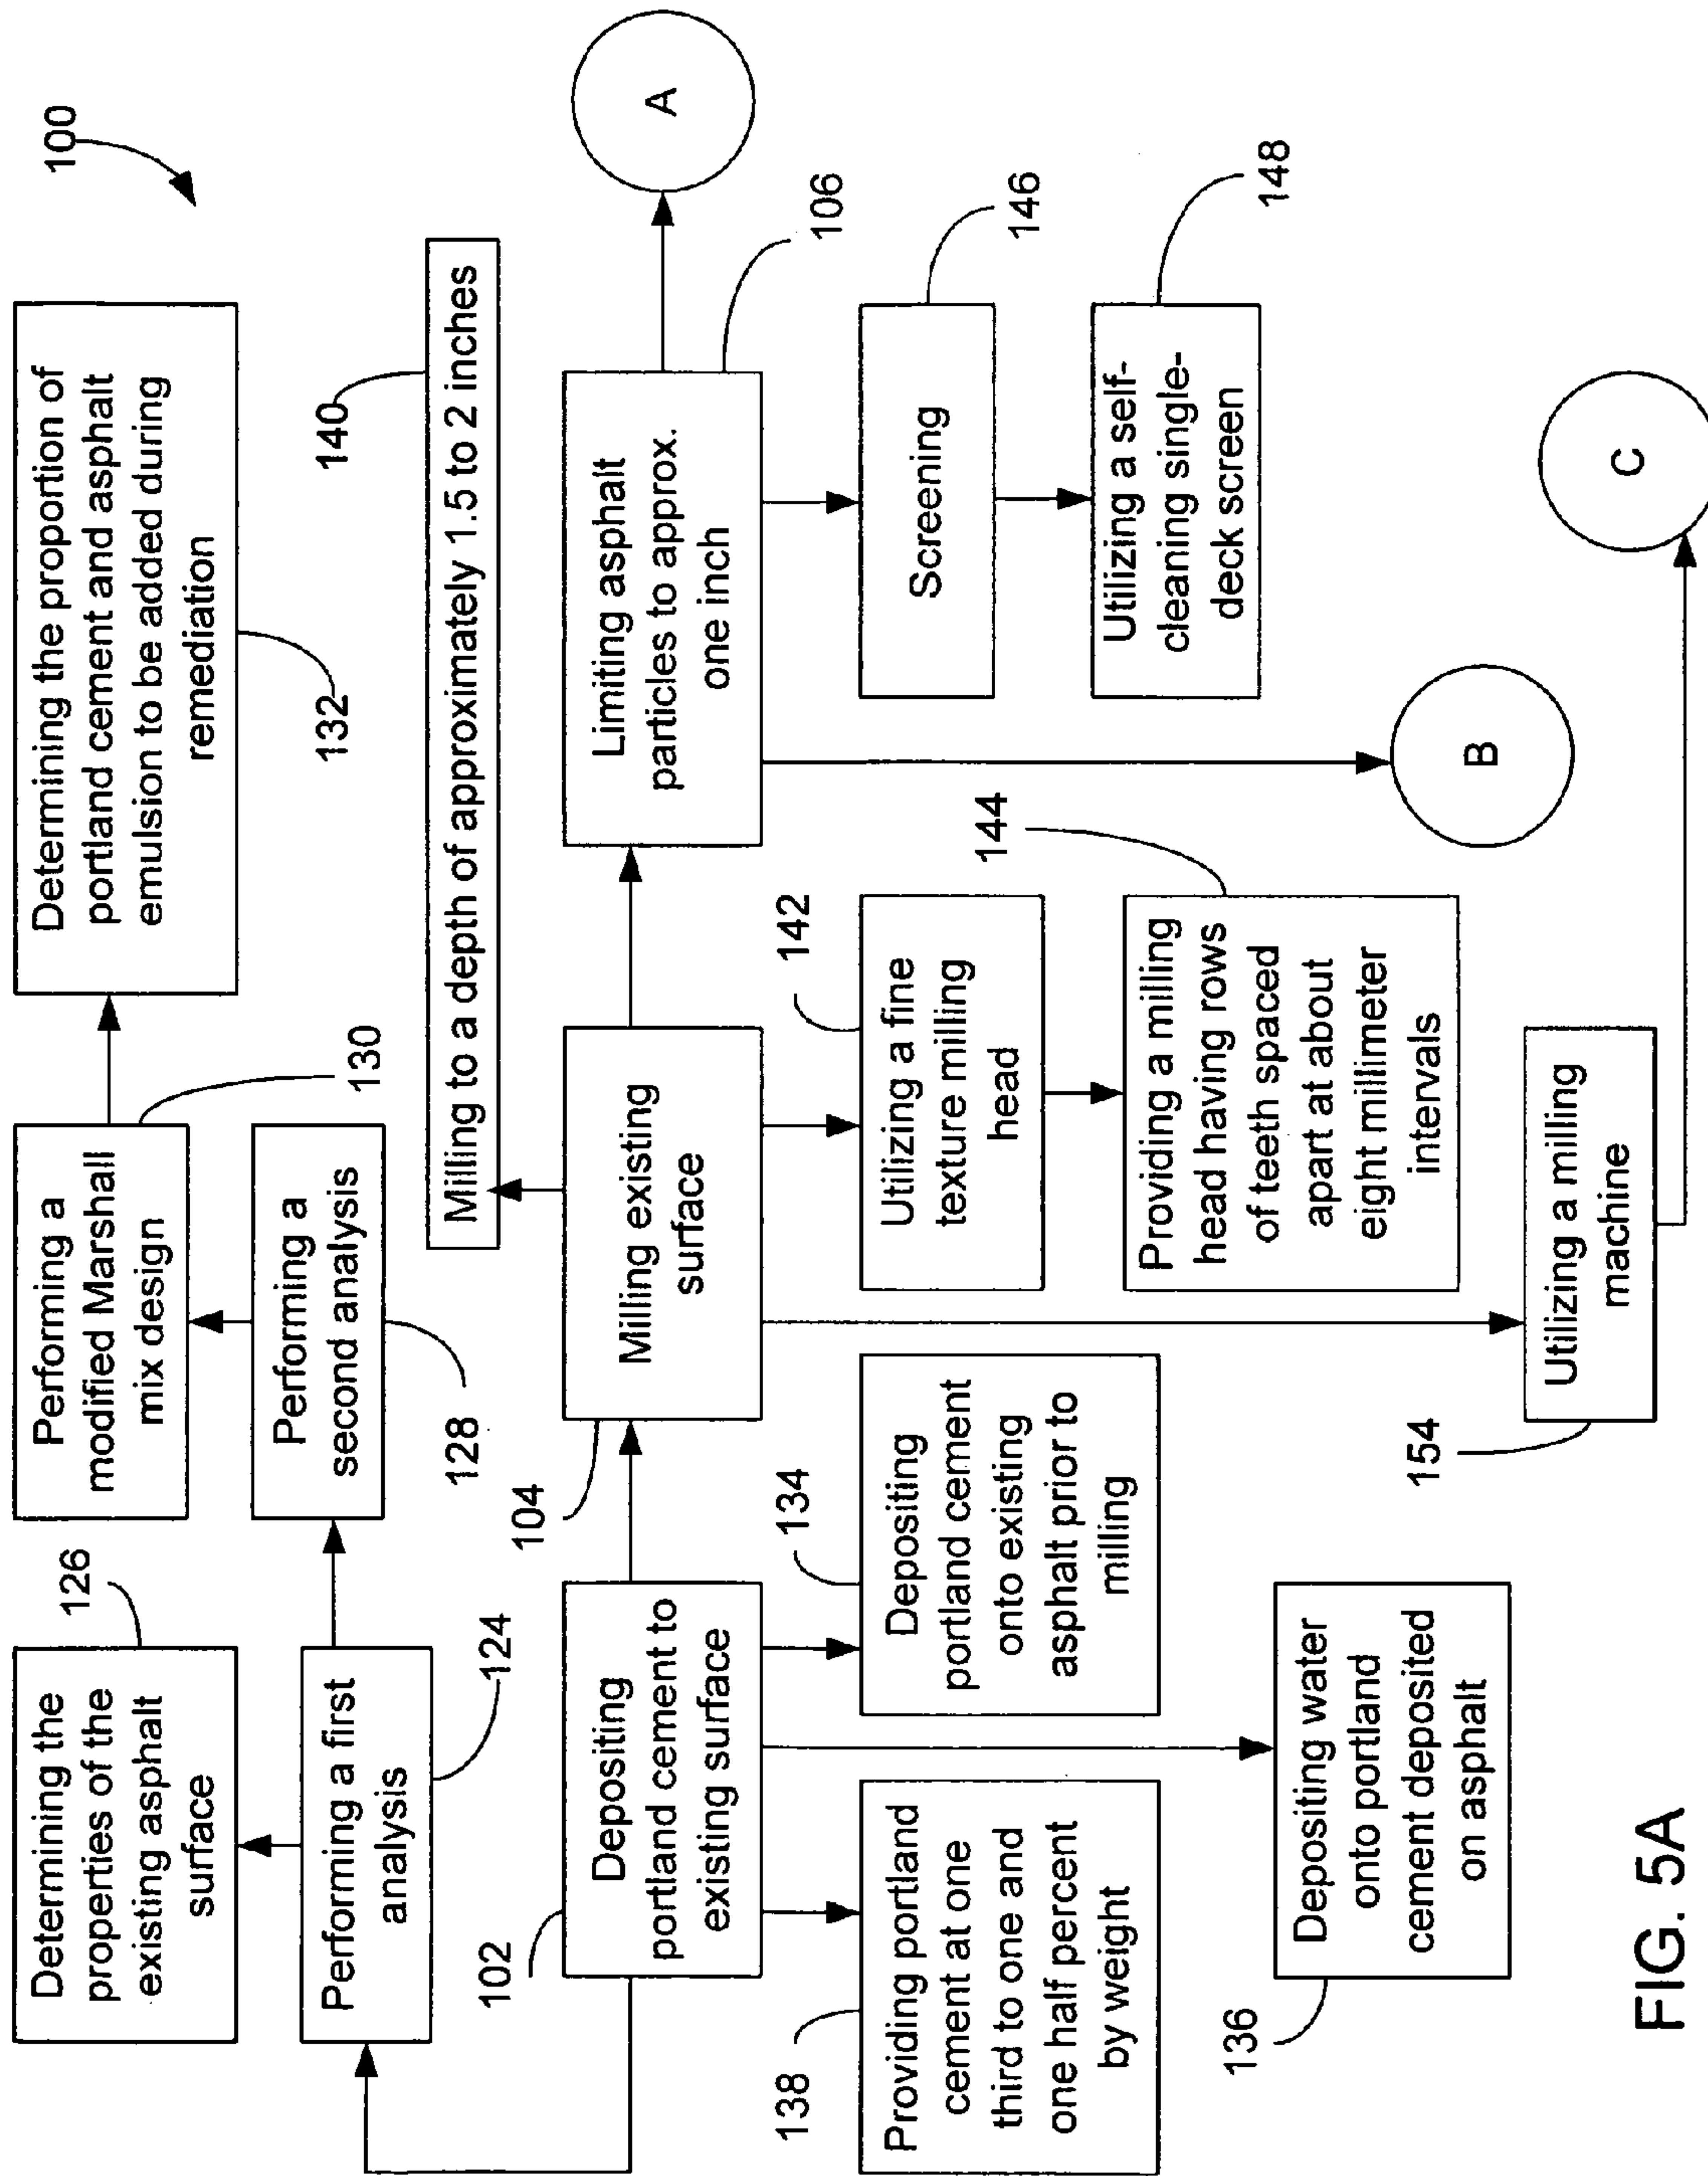 100
Determining the
properties of the
existing asphalt
surface
126
Performing a
modified Marshall
mix design
130
Determining the proportion of
portland cement and asphalt
emulsion to be added during
remediation
132
Performing a first
analysis
124
Performing a
second analysis
128
Milling to a depth of approximately 1.5 to 2 inches
140
102
Depositing
portland cement to
existing surface
104
Milling existing
surface
Limiting asphalt
particles to approx.
one inch
106
A
138
Providing portland
cement at one
third to one and
one half percent
by weight
134
Depositing
portland cement
onto existing
asphalt prior to
milling
142
Utilizing a fine
texture milling
head
144
Providing a milling
head having rows
of teeth spaced
apart at about
eight millimeter
intervals
Screening
146
Utilizing a self-
cleaning single-
deck screen
148
136
Depositing water
onto portland
cement deposited
on asphalt
154
Utilizing a milling
machine
B
C
FIG. 5A